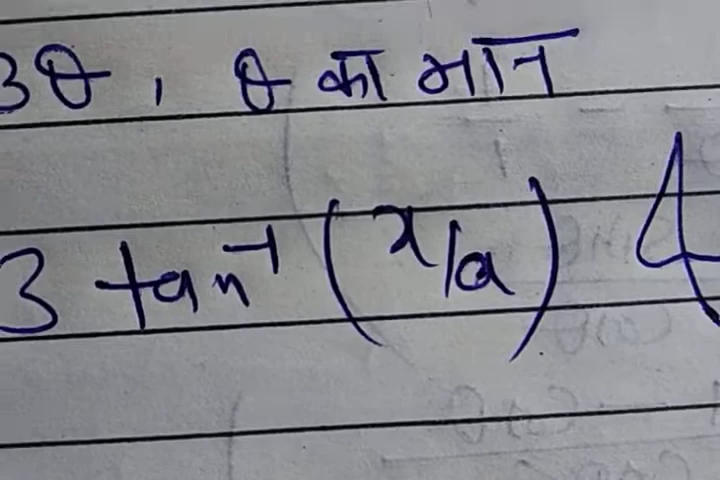 3θ, θ का मान
3 tan⁻¹ (x/a)